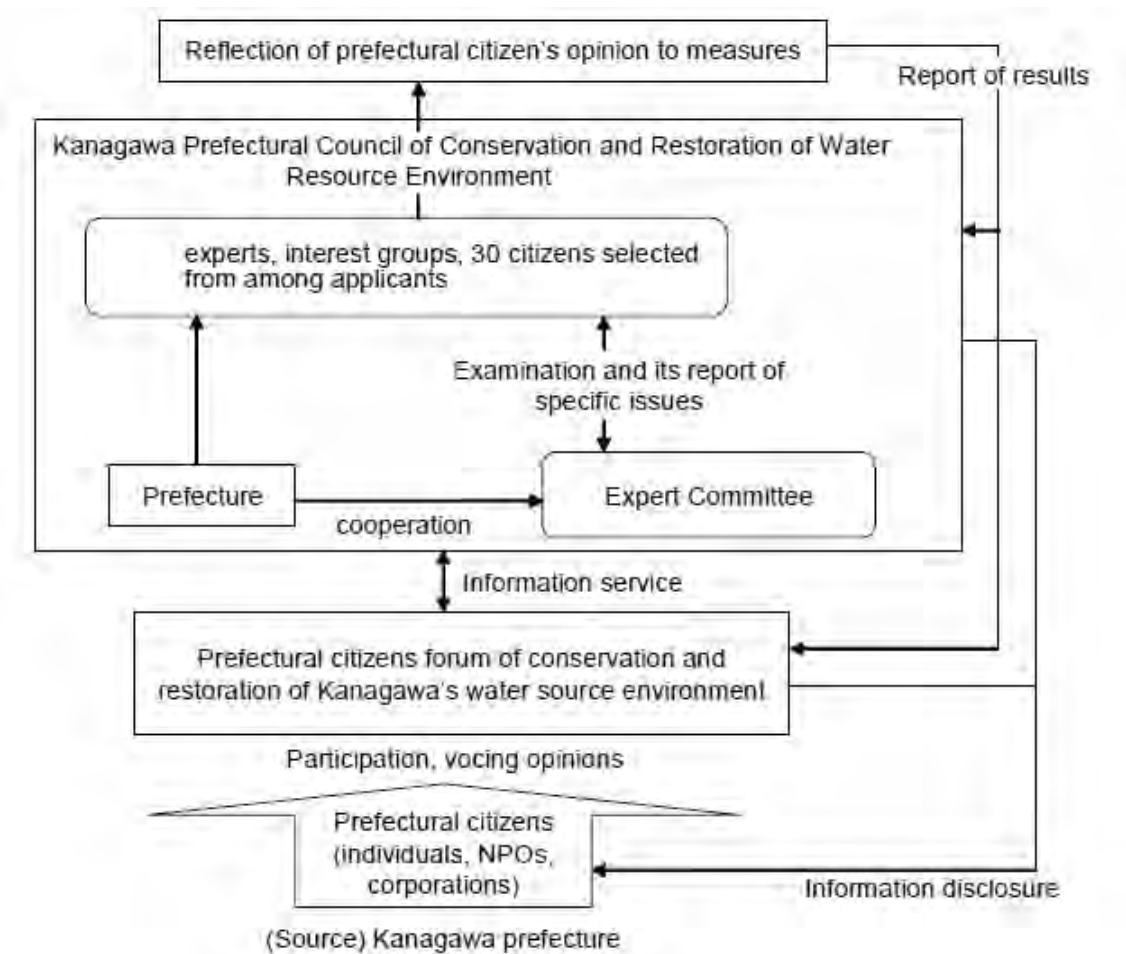 Reflection of prefectural citizen's opinion to measures
Report of results
Kanagawa Prefectural Council of Conservation and Restoration of Water
Resource Environment
experts, interest groups, 30 citizens selected
from among applicants
Examination and its report of
specific issues
Prefecture
Expert Committee
cooperation
Information service
Prefectural citizens forum of conservation and
restoration of Kanagawa's water source environment
Participation, vocing opinions
Prefectural citizens
(individuals, NPOs,
corporations)
Information disclosure
(Source) Kanagawa prefecture